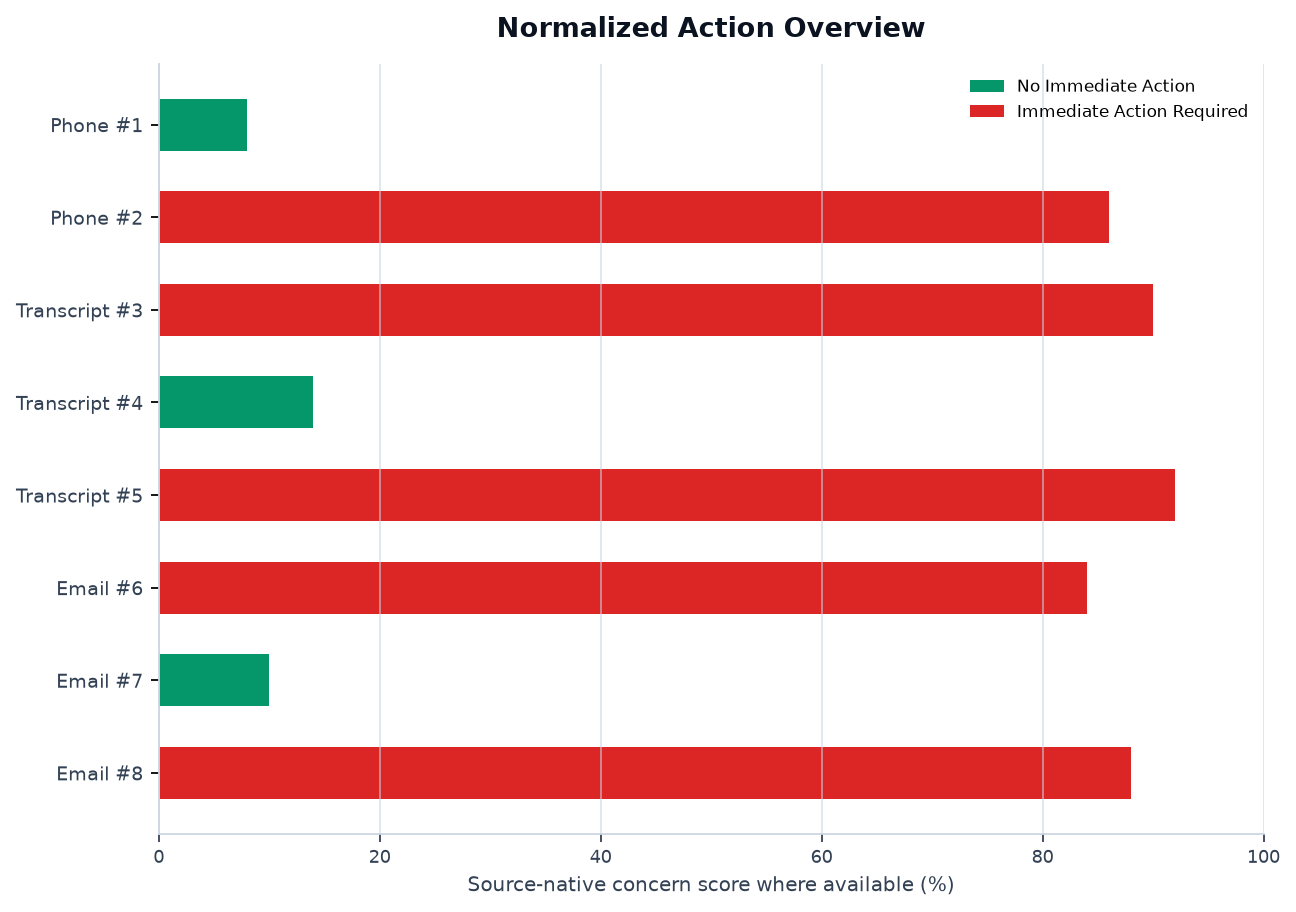 Normalized Action Overview
No Immediate Action
Immediate Action Required
Phone #1
Phone #2
Transcript #3
Transcript #4
Transcript #5
Email #6
Email #7
Email #8
0 20 40 60 80 100
Source-native concern score where available (%)